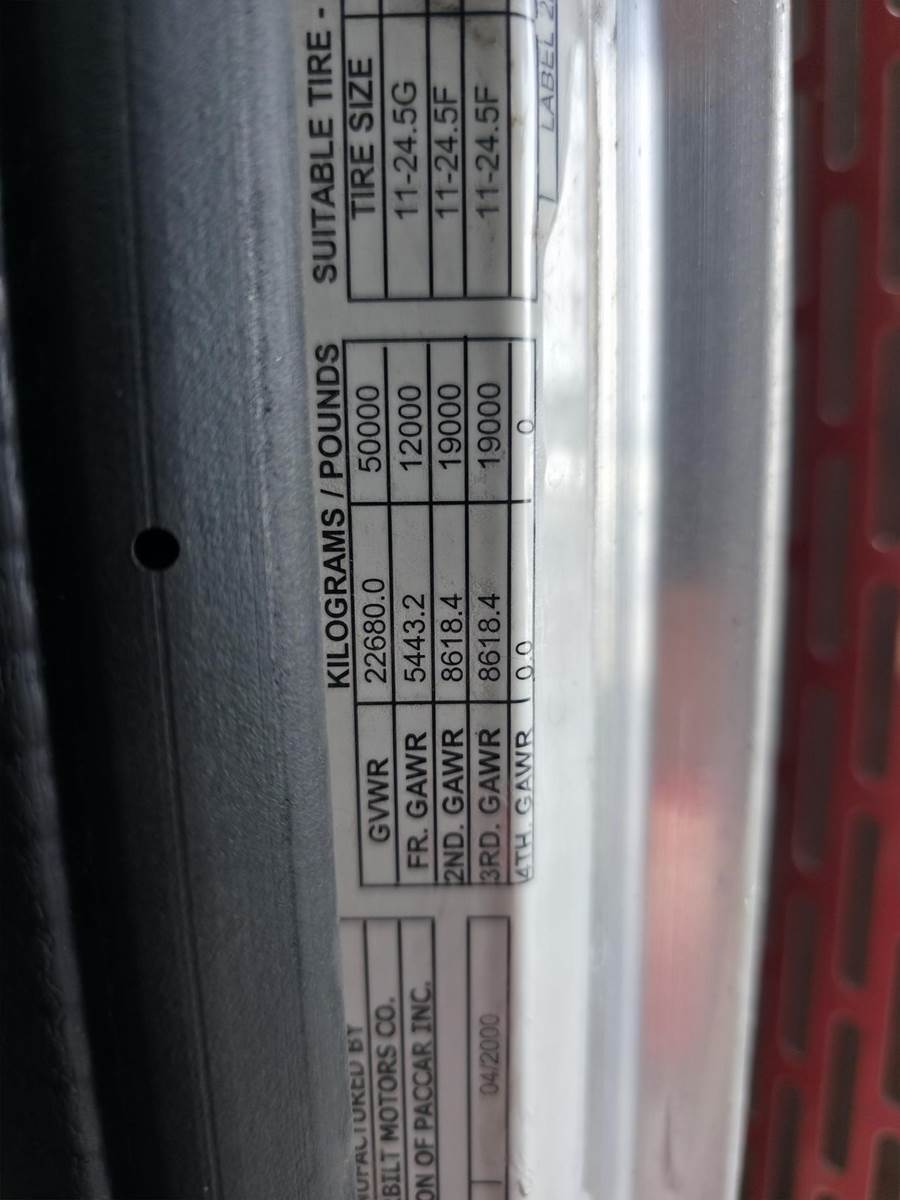 BILT MOTORS CO.
ON OF PACCAR INC.
04/2000
KILOGRAMS / POUNDS
GVWR 22680.0 50000
FR. GAWR 5443.2 12000
2ND. GAWR 8618.4 19000
3RD. GAWR 8618.4 19000
4TH. GAWR 0.0 0
SUITABLE TIRE -
TIRE SIZE
11-24.5G
11-24.5F
11-24.5F
LABEL